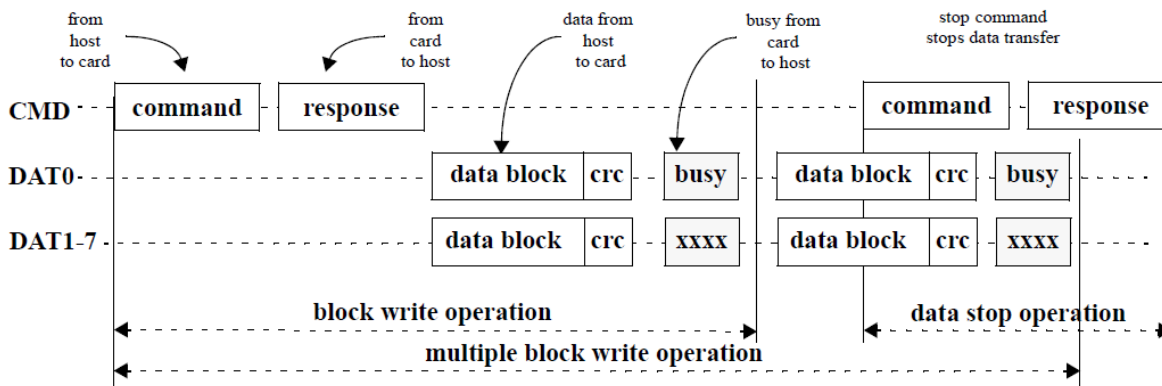 from
host
to card
from
card
to host
data from
host
to card
busy from
card
to host
stop command
stops data transfer
CMD command response command response
DAT0 data block crc busy data block crc busy
DAT1-7 data block crc xxxx data block crc xxxx
block write operation data stop operation
multiple block write operation